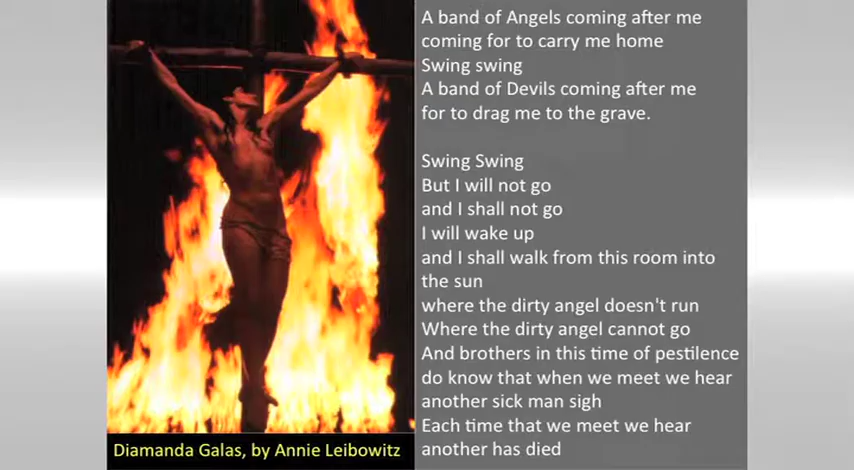 A band of Angels coming after me
coming for to carry me home
Swing swing
A band of Devils coming after me
for to drag me to the grave.
Swing Swing
But I will not go
and I shall not go
I will wake up
and I shall walk from this room into
the sun
where the dirty angel doesn't run
Where the dirty angel cannot go
And brothers in this time of pestilence
do know that when we meet we hear
another sick man sigh
Each time that we meet we hear
another has died
Diamanda Galas, by Annie Leibowitz